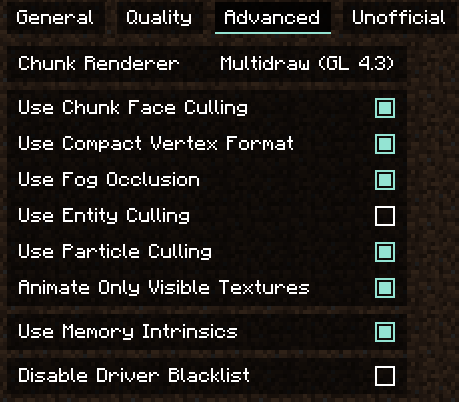 General Quality Advanced Unofficial
Chunk Renderer Multidraw (GL 4.3)
Use Chunk Face Culling
Use Compact Vertex Format
Use Fog Occlusion
Use Entity Culling
Use Particle Culling
Animate Only Visible Textures
Use Memory Intrinsics
Disable Driver Blacklist